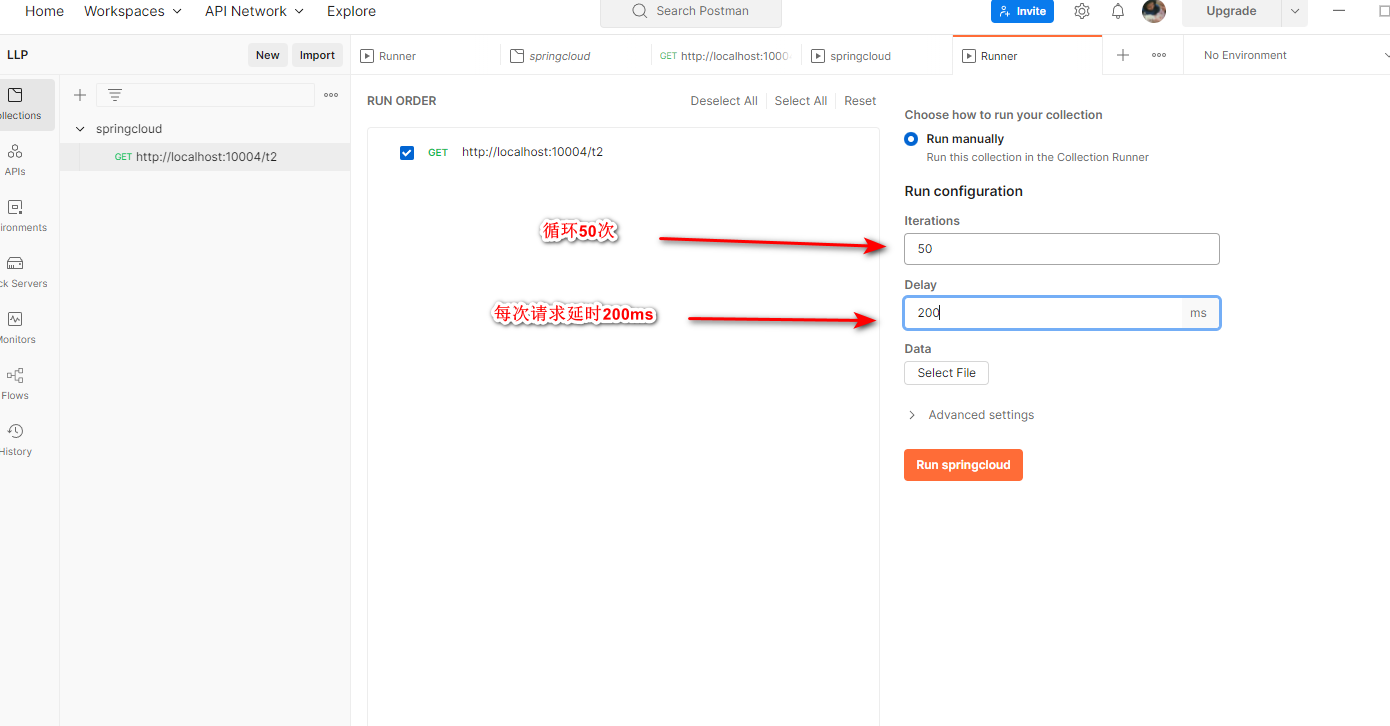 Home Workspaces API Network Explore Search Postman Invite Upgrade
LLP New Import
Runner springcloud GET http://localhost:1000 springcloud Runner No Environment
ollections
APIs
ironments
ck Servers
Monitors
Flows
History
springcloud
GET http://localhost:10004/t2
RUN ORDER Deselect All Select All Reset
GET http://localhost:10004/t2
循环50次
每次请求延时200ms
Choose how to run your collection
Run manually
Run this collection in the Collection Runner
Run configuration
Iterations
50
Delay
200 ms
Data
Select File
Advanced settings
Run springcloud